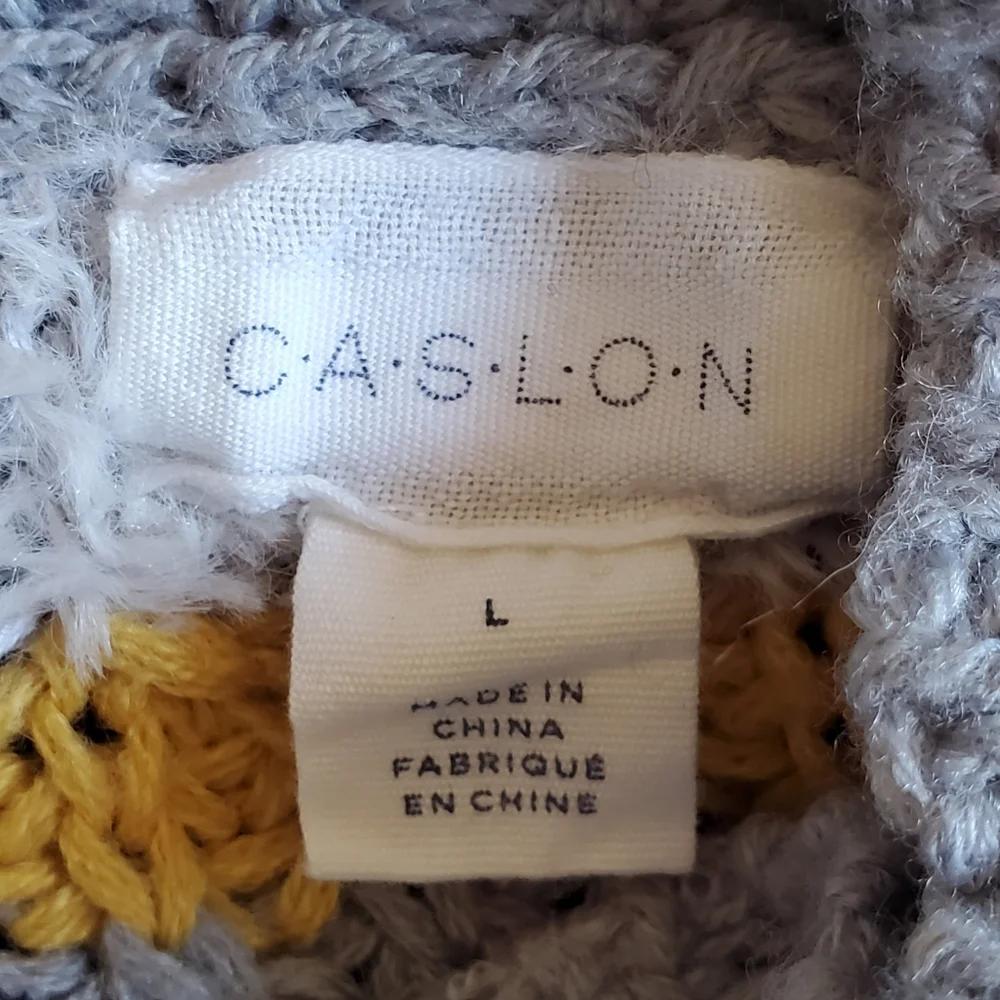 C·A·S·L·O·N
L
MADE IN
CHINA
FABRIQUÉ
EN CHINE